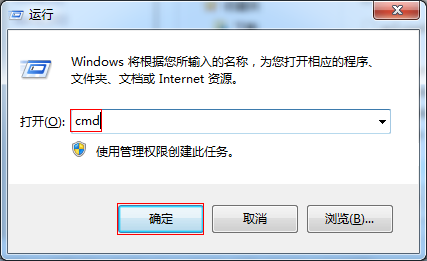 运行
Windows 将根据您所输入的名称，为您打开相应的程序、
文件夹、文档或 Internet 资源。
打开(O): cmd
使用管理权限创建此任务。
确定 取消 浏览(B)...